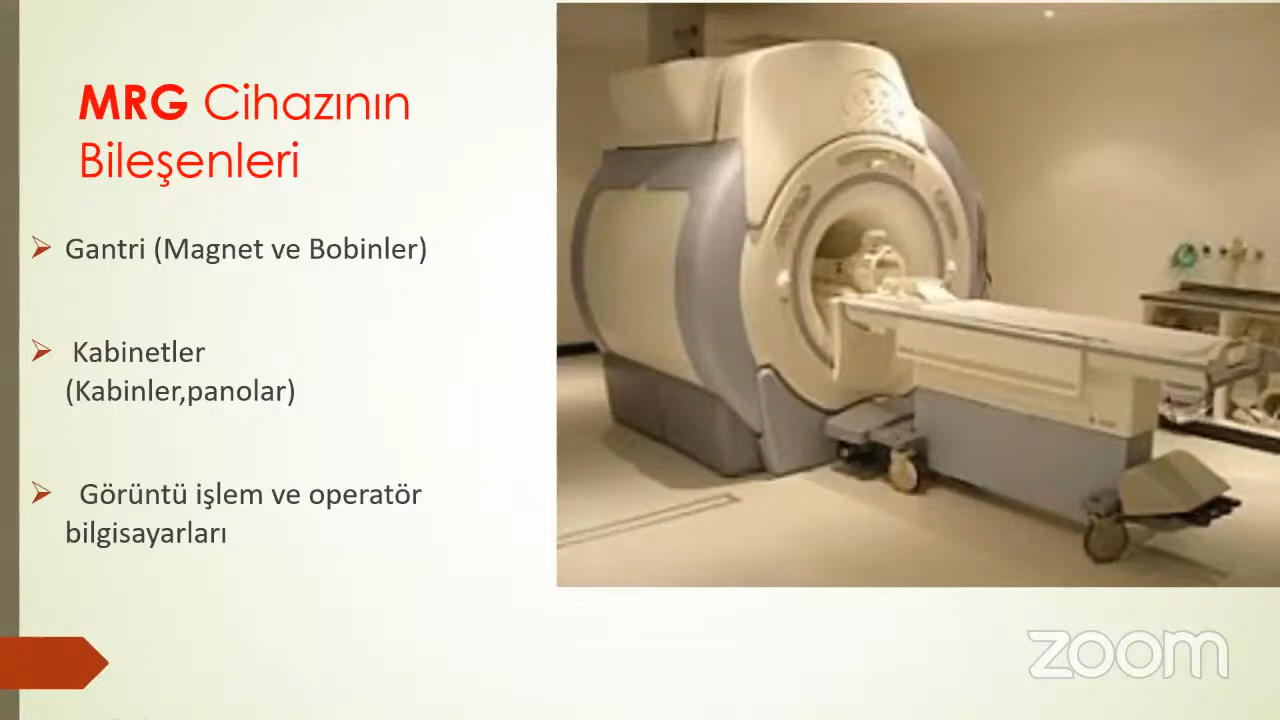 MRG Cihazının
Bileşenleri
Gantri (Magnet ve Bobinler)
Kabinetler
(Kabinler,panolar)
Görüntü işlem ve operatör
bilgisayarları
zoom